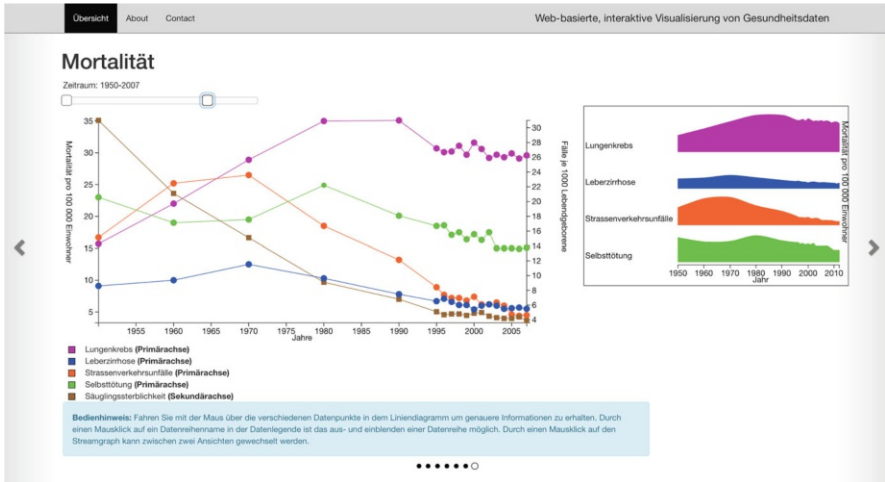 Übersicht About Contact Web-basierte, interaktive Visualisierung von Gesundheitsdaten
Mortalität
Zeitraum: 1950-2007
Mortalität pro 100 000 Einwohner
35
30
25
20
15
10
5
1955 1960 1965 1970 1975 1980 1985 1990 1995 2000 2005
Jahre
30
28
26
24
22
20
18
16
14
12
10
8
6
4
Fälle je 1000 Lebendgeborene
Lungenkrebs (Primärachse)
Leberzirrhose (Primärachse)
Strassenverkehrsunfälle (Primärachse)
Selbsttötung (Primärachse)
Säuglingssterblichkeit (Sekundärachse)
Lungenkrebs
Leberzirrhose
Strassenverkehrsunfälle
Selbsttötung
Mortalität pro 100 000 Einwohner
1950 1960 1970 1980 1990 2000 2010
Jahr
Bedienhinweis: Fahren Sie mit der Maus über die verschiedenen Datenpunkte in dem Liniendiagramm um genauere Informationen zu erhalten. Durch
einen Mausklick auf ein Datenreihenname in der Datenlegende ist das aus- und einblenden einer Datenreihe möglich. Durch einen Mausklick auf den
Streamgraph kann zwischen zwei Ansichten gewechselt werden.